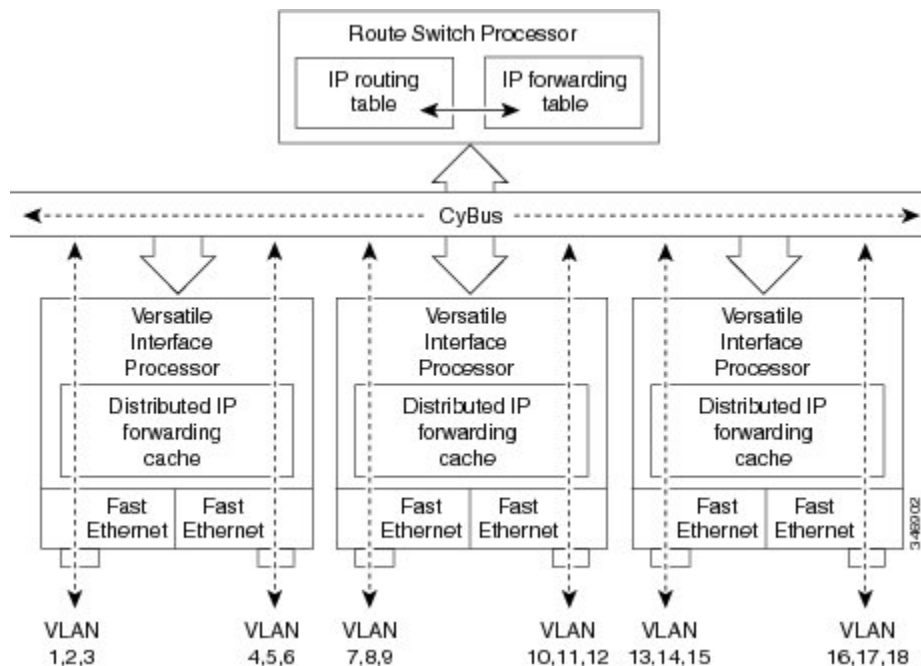 Route Switch Processor
IP routing
table
IP forwarding
table
CyBus
Versatile
Interface
Processor
Distributed IP
forwarding
cache
Fast
Ethernet
Fast
Ethernet
Versatile
Interface
Processor
Distributed IP
forwarding
cache
Fast
Ethernet
Fast
Ethernet
Versatile
Interface
Processor
Distributed IP
forwarding
cache
Fast
Ethernet
Fast
Ethernet
346902
VLAN
1,2,3
VLAN
4,5,6
VLAN
7,8,9
VLAN
10,11,12
VLAN
13,14,15
VLAN
16,17,18